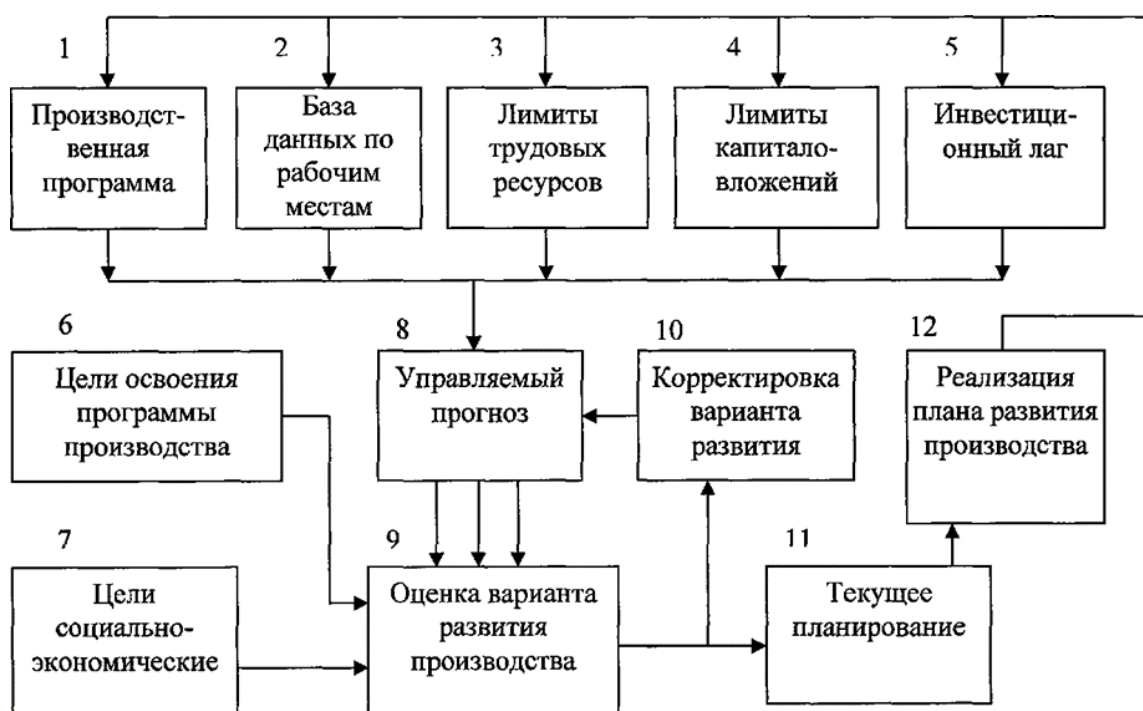 1
Производст-
венная
программа
2
База
данных по
рабочим
местам
3
Лимиты
трудовых
ресурсов
4
Лимиты
капитало-
вложений
5
Инвестици-
онный лаг
6
Цели освоения
программы
производства
8
Управляемый
прогноз
10
Корректировка
варианта
развития
12
Реализация
плана развития
производства
7
Цели
социально-
экономические
9
Оценка варианта
развития
производства
11
Текущее
планирование